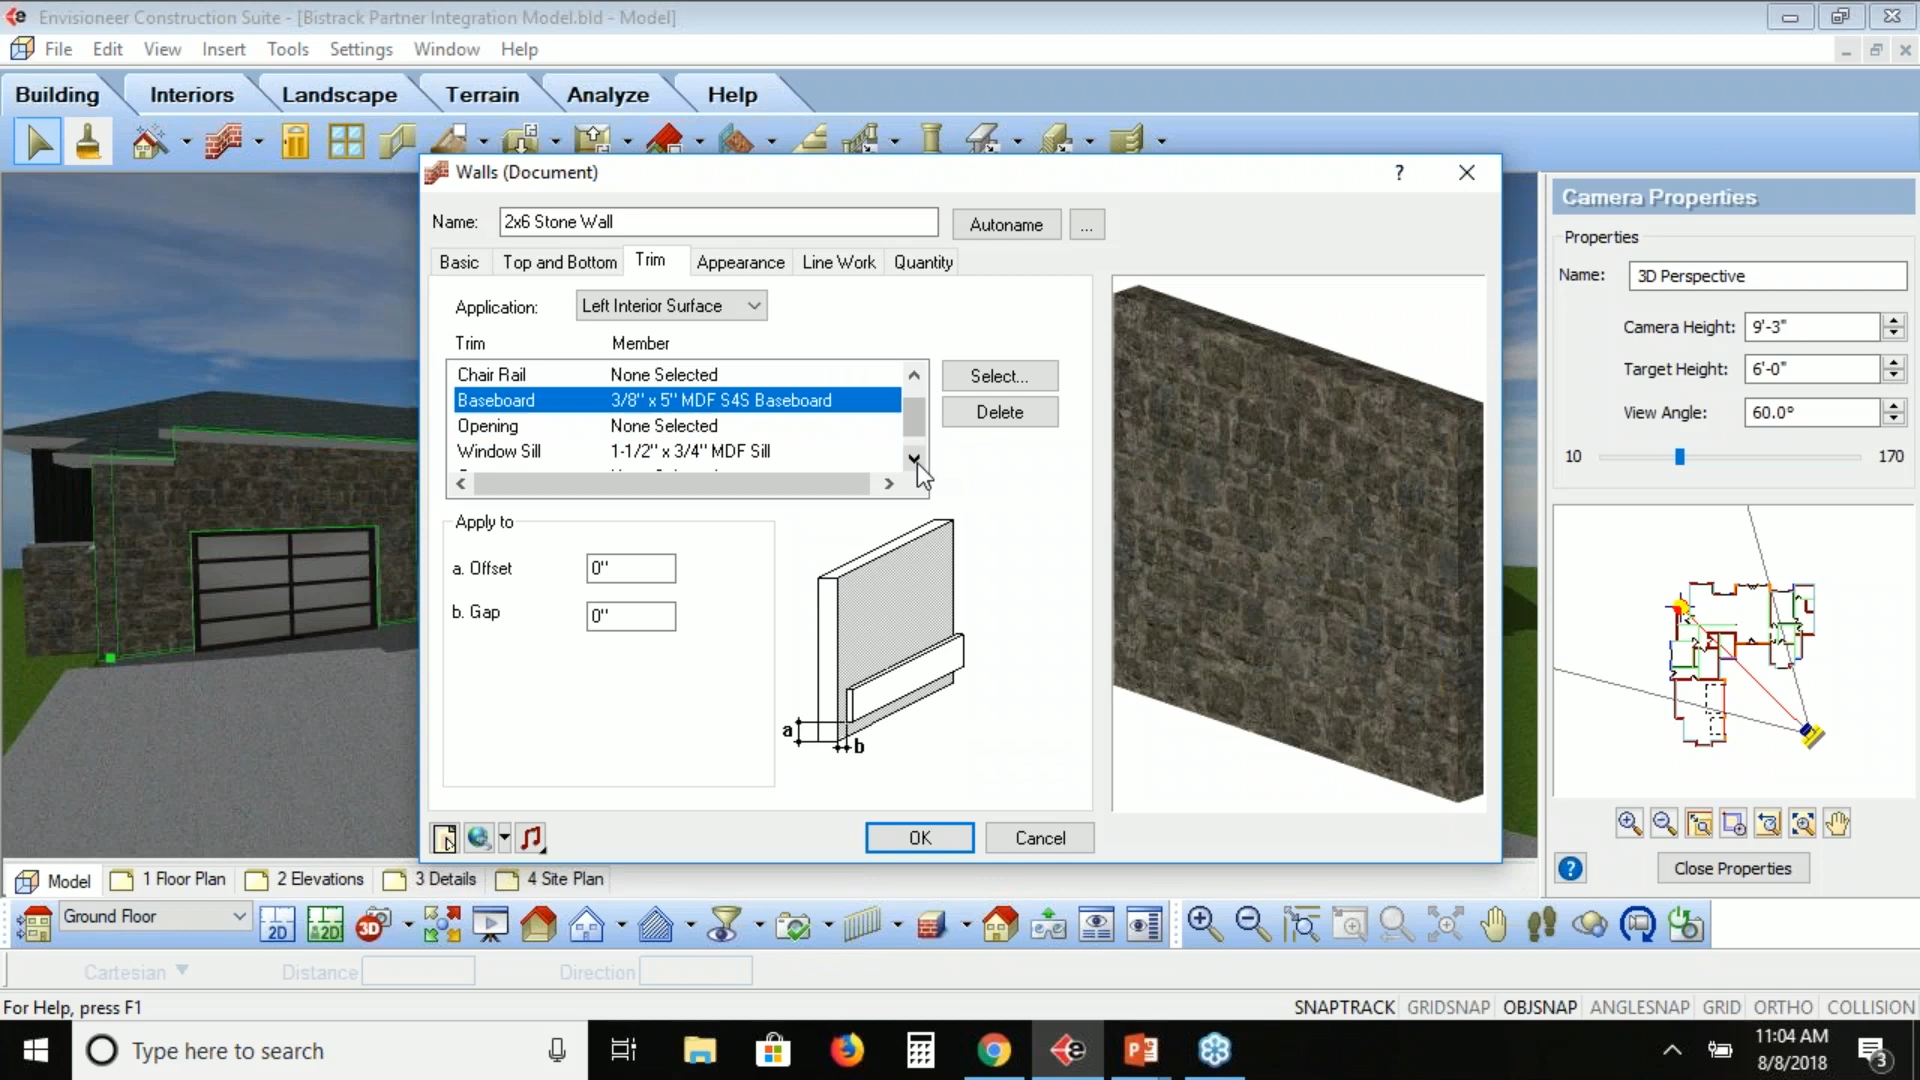 Envisioneer Construction Suite - [Bistrack Partner Integration Model.bld - Model]
File Edit View Insert Tools Settings Window Help
Building Interiors Landscape Terrain Analyze Help
Walls (Document) ?
Name: 2x6 Stone Wall Autoname ...
Basic Top and Bottom Trim Appearance Line Work Quantity
Application: Left Interior Surface
Trim Member
Chair Rail None Selected
Baseboard 3/8" x 5" MDF S4S Baseboard
Opening None Selected
Window Sill 1-1/2" x 3/4" MDF Sill
Select...
Delete
Apply to
a. Offset 0"
b. Gap 0"
a
b
OK Cancel
Camera Properties
Properties
Name: 3D Perspective
Camera Height: 9'-3"
Target Height: 6'-0"
View Angle: 60.0°
10 170
? Close Properties
Model 1 Floor Plan 2 Elevations 3 Details 4 Site Plan
Ground Floor 2D 2D 3D
Cartesian Distance Direction
For Help, press F1 SNAPTRACK GRIDSNAP OBJSNAP ANGLESNAP GRID ORTHO COLLISION
Type here to search
11:04 AM
8/8/2018
3